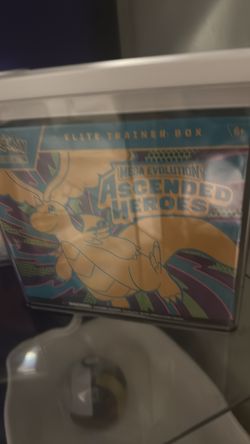 ELITE TRAINER BOX
MEGA EVOLUTION
ASCENDED
HEROES